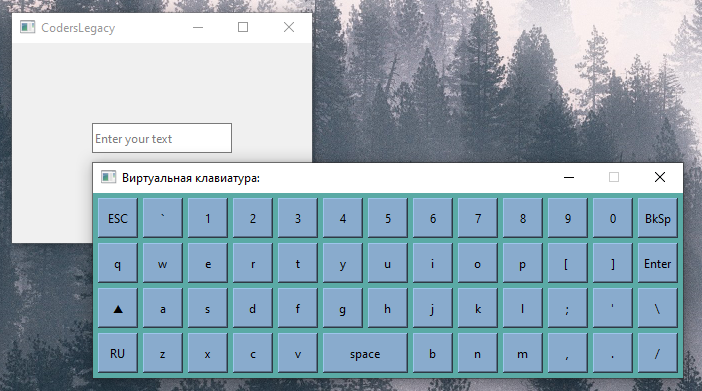 CodersLegacy
Enter your text
Виртуальная клавиатура:
ESC ` 1 2 3 4 5 6 7 8 9 0 BkSp
q w e r t y u i o p [ ] Enter
▲ a s d f g h j k l ; ' \
RU z x c v space b n m , . /